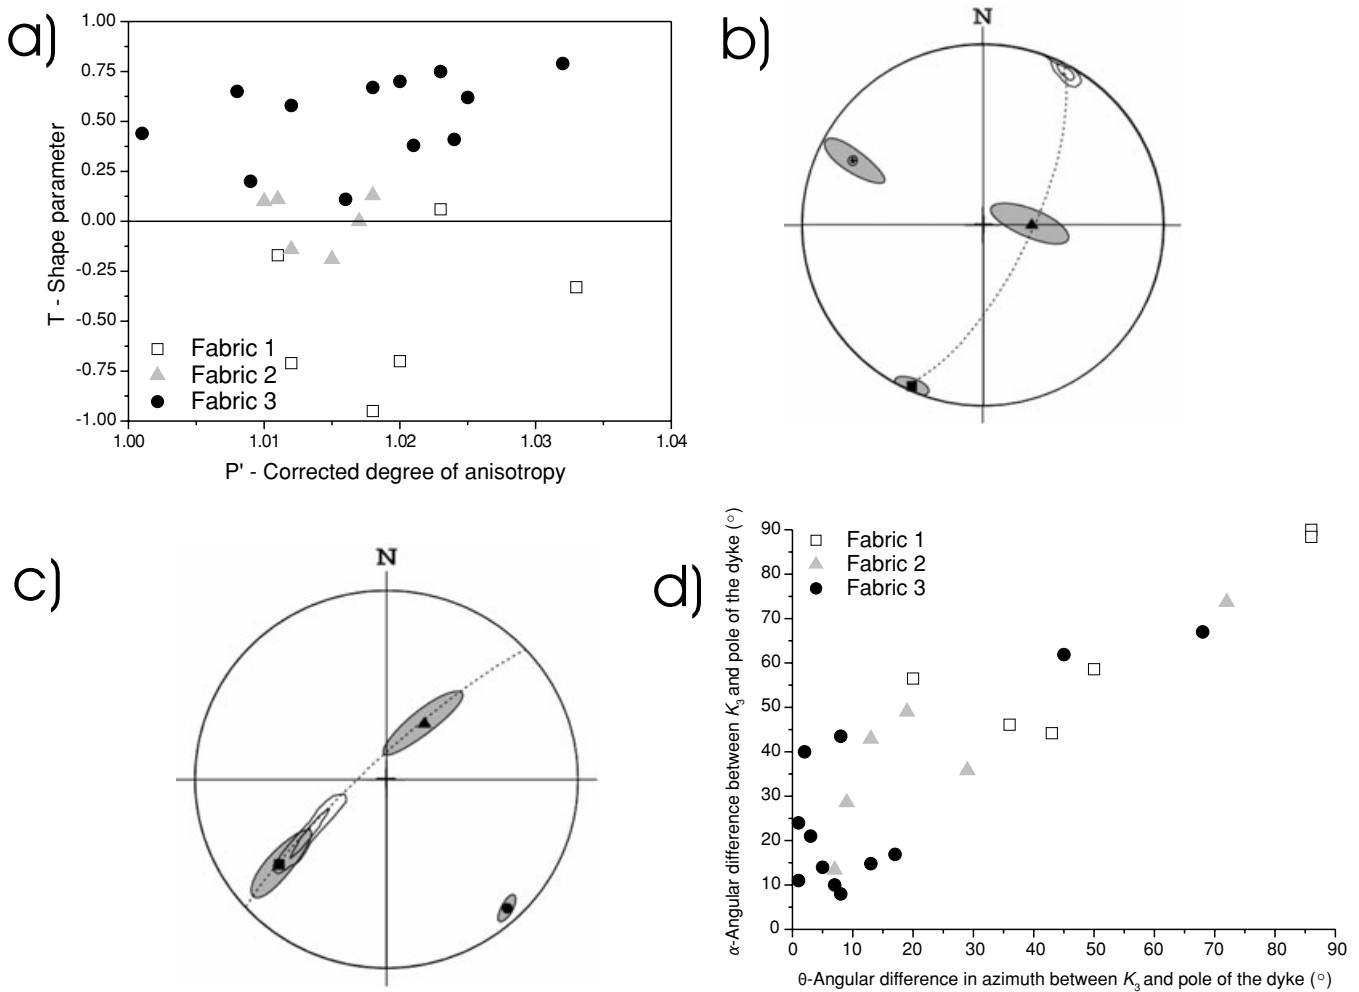 a)
1.00
0.75
0.50
0.25
0.00
-0.25
-0.50
-0.75
-1.00
T - Shape parameter
Fabric 1
Fabric 2
Fabric 3
1.00 1.01 1.02 1.03 1.04
P' - Corrected degree of anisotropy
b)
N
c)
N
d)
α-Angular difference between K3 and pole of the dyke (°)
90
80
70
60
50
40
30
20
10
0
Fabric 1
Fabric 2
Fabric 3
0 10 20 30 40 50 60 70 80 90
θ-Angular difference in azimuth between K3 and pole of the dyke (°)